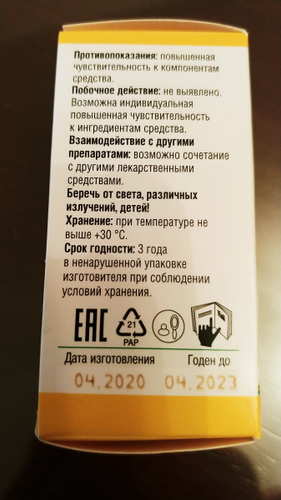 Противопоказания: повышенная
чувствительность к компонентам
средства.
Побочное действие: не выявлено.
Возможна индивидуальная
повышенная чувствительность
к ингредиентам средства.
Взаимодействие с другими
препаратами: возможно сочетание
с другими лекарственными
средствами.
Беречь от света, различных
излучений, детей!
Хранение: при температуре не
выше +30 °C.
Срок годности: 3 года
в ненарушенной упаковке
изготовителя при соблюдении
условий хранения.
EAC
21
PAP
Дата изготовления Годен до
04.2020 04.2023